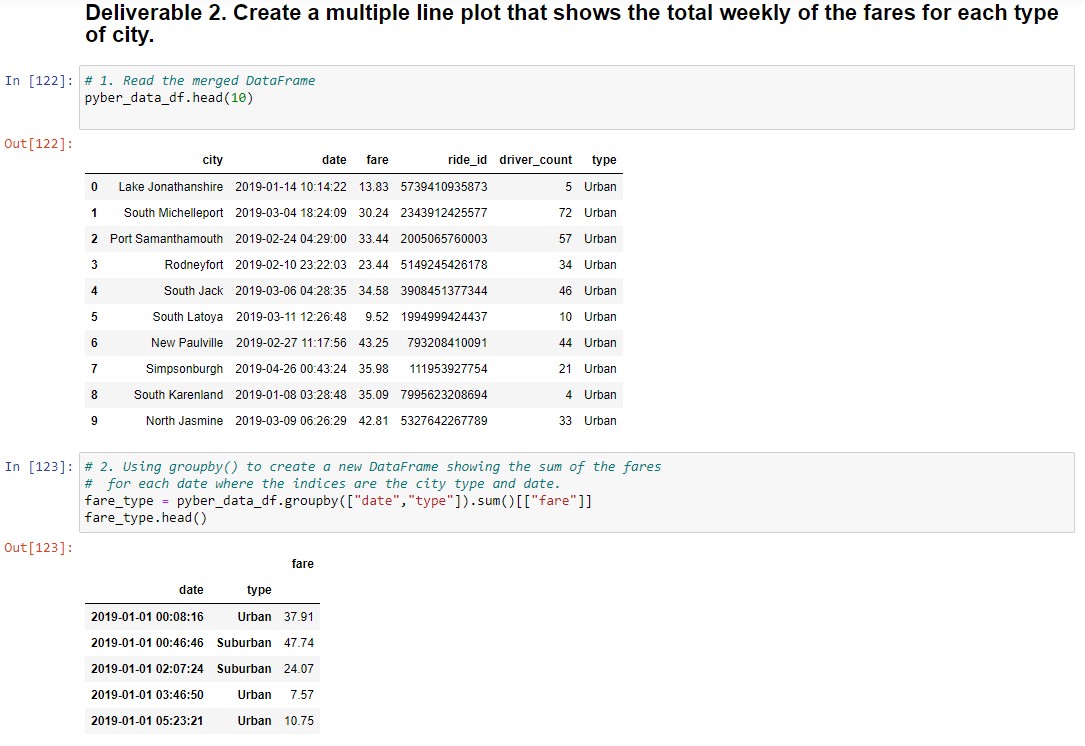 Deliverable 2. Create a multiple line plot that shows the total weekly of the fares for each type
of city.
In [122]: # 1. Read the merged DataFrame
pyber_data_df.head(10)
Out[122]:
city date fare ride_id driver_count type
0 Lake Jonathanshire 2019-01-14 10:14:22 13.83 5739410935873 5 Urban
1 South Michelleport 2019-03-04 18:24:09 30.24 2343912425577 72 Urban
2 Port Samanthamouth 2019-02-24 04:29:00 33.44 2005065760003 57 Urban
3 Rodneyfort 2019-02-10 23:22:03 23.44 5149245426178 34 Urban
4 South Jack 2019-03-06 04:28:35 34.58 3908451377344 46 Urban
5 South Latoya 2019-03-11 12:26:48 9.52 1994999424437 10 Urban
6 New Paulville 2019-02-27 11:17:56 43.25 793208410091 44 Urban
7 Simpsonburgh 2019-04-26 00:43:24 35.98 111953927754 21 Urban
8 South Karenland 2019-01-08 03:28:48 35.09 7995623208694 4 Urban
9 North Jasmine 2019-03-09 06:26:29 42.81 5327642267789 33 Urban
In [123]: # 2. Using groupby() to create a new DataFrame showing the sum of the fares
#  for each date where the indices are the city type and date.
fare_type = pyber_data_df.groupby(["date","type"]).sum()[["fare"]]
fare_type.head()
Out[123]:
fare
date type
2019-01-01 00:08:16 Urban 37.91
2019-01-01 00:46:46 Suburban 47.74
2019-01-01 02:07:24 Suburban 24.07
2019-01-01 03:46:50 Urban 7.57
2019-01-01 05:23:21 Urban 10.75